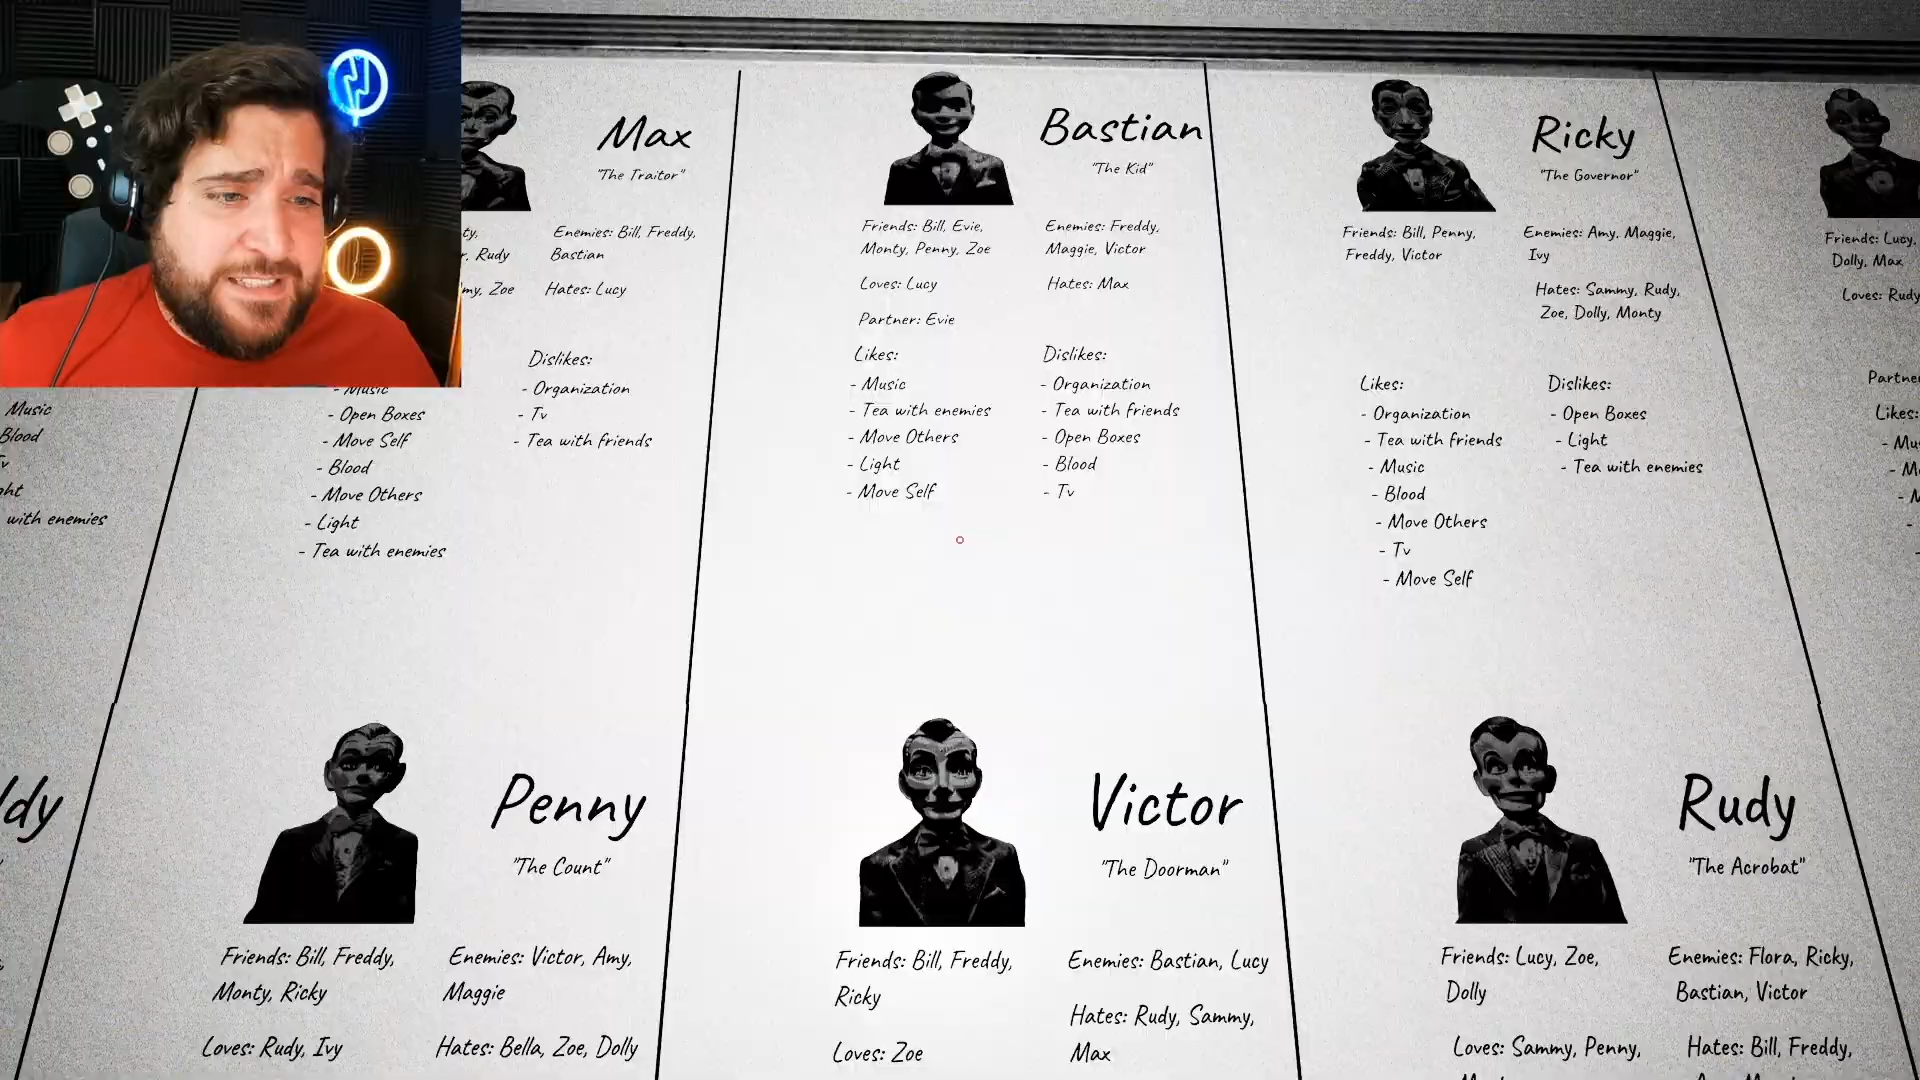 Max
"The Traitor"
Enemies: Bill, Freddy,
Bastian
Rudy
Zoe
Hates: Lucy
- Music
- Open Boxes
- Move Self
- Blood
- Move Others
- Light
- Tea with enemies
Dislikes:
- Organization
- Tv
- Tea with friends
Music
Blood
with enemies
Bastian
"The Kid"
Friends: Bill, Evie,
Monty, Penny, Zoe
Enemies: Freddy,
Maggie, Victor
Loves: Lucy
Hates: Max
Partner: Evie
Likes:
- Music
- Tea with enemies
- Move Others
- Light
- Move Self
Dislikes:
- Organization
- Tea with friends
- Open Boxes
- Blood
- Tv
Ricky
"The Governor"
Friends: Bill, Penny,
Freddy, Victor
Enemies: Amy, Maggie,
Ivy
Hates: Sammy, Rudy,
Zoe, Dolly, Monty
Likes:
- Organization
- Tea with friends
- Music
- Blood
- Move Others
- Tv
- Move Self
Dislikes:
- Open Boxes
- Light
- Tea with enemies
Friends: Lucy,
Dolly, Max
Loves: Rudy
Likes:
Penny
"The Count"
Friends: Bill, Freddy,
Monty, Ricky
Enemies: Victor, Amy,
Maggie
Loves: Rudy, Ivy
Hates: Bella, Zoe, Dolly
Victor
"The Doorman"
Friends: Bill, Freddy,
Ricky
Enemies: Bastian, Lucy
Hates: Rudy, Sammy,
Max
Loves: Zoe
Rudy
"The Acrobat"
Friends: Lucy, Zoe,
Dolly
Enemies: Flora, Ricky,
Bastian, Victor
Loves: Sammy, Penny,
Hates: Bill, Freddy,